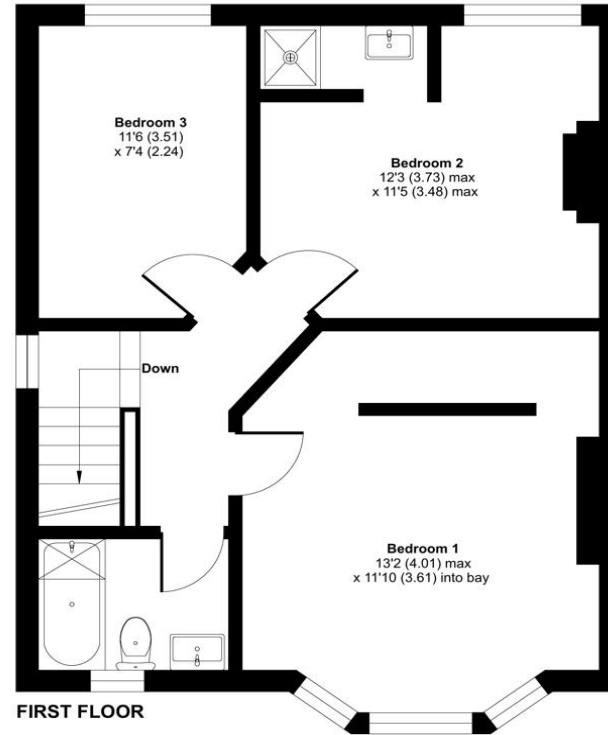 Bedroom 3
11'6 (3.51)
x 7'4 (2.24)
Bedroom 2
12'3 (3.73) max
x 11'5 (3.48) max
Down
Bedroom 1
13'2 (4.01) max
x 11'10 (3.61) into bay
FIRST FLOOR